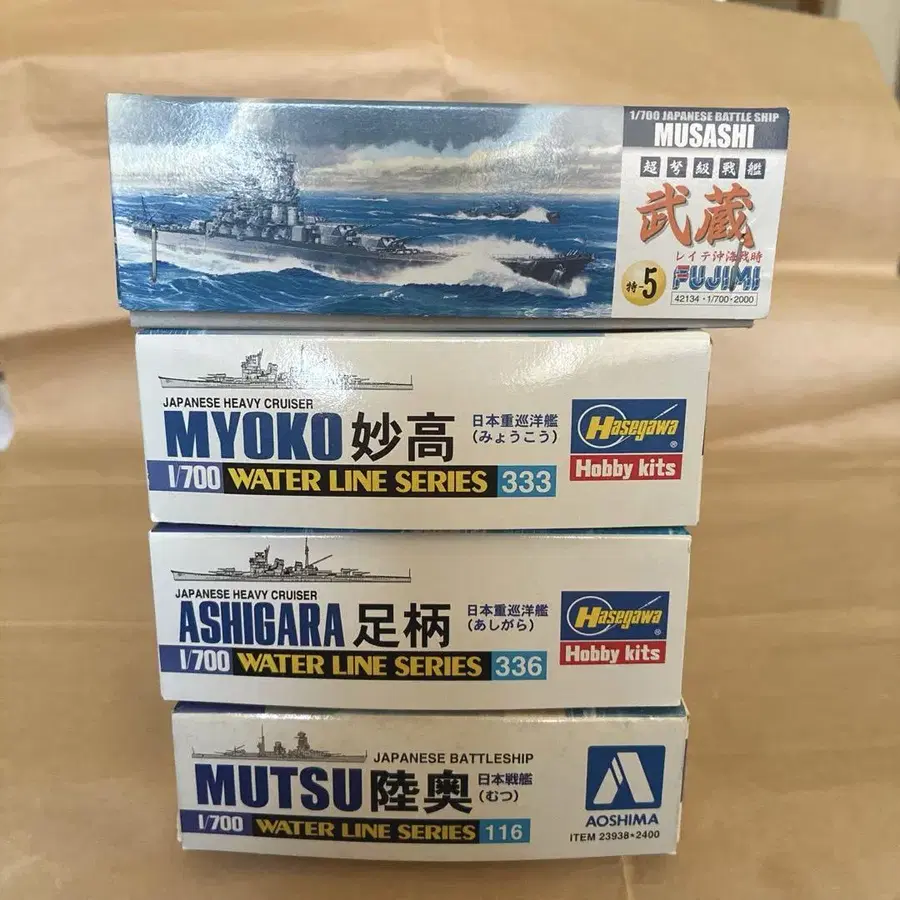 1/700 JAPANESE BATTLE SHIP
MUSASHI
超弩級戦艦
武蔵
レイテ沖海戦時
特-5 FUJIMI
42134・1/700・2000
JAPANESE HEAVY CRUISER
MYOKO 妙高 日本重巡洋艦
(みょうこう)
Hasegawa®
Hobby kits
1/700 WATER LINE SERIES 333
JAPANESE HEAVY CRUISER
ASHIGARA 足柄 日本重巡洋艦
(あしがら)
Hasegawa®
Hobby kits
1/700 WATER LINE SERIES 336
JAPANESE BATTLESHIP
MUTSU 陸奥 日本戦艦
(むつ)
1/700 WATER LINE SERIES 116
AOSHIMA
ITEM 23938*2400